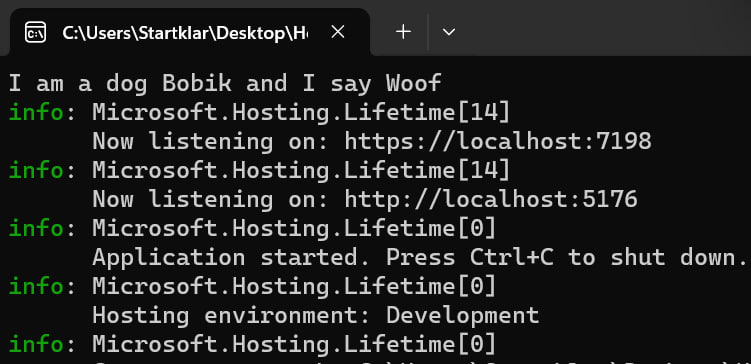 C:\Users\Startklar\Desktop\H
I am a dog Bobik and I say Woof
info: Microsoft.Hosting.Lifetime[14]
Now listening on: https://localhost:7198
info: Microsoft.Hosting.Lifetime[14]
Now listening on: http://localhost:5176
info: Microsoft.Hosting.Lifetime[0]
Application started. Press Ctrl+C to shut down.
info: Microsoft.Hosting.Lifetime[0]
Hosting environment: Development
info: Microsoft.Hosting.Lifetime[0]